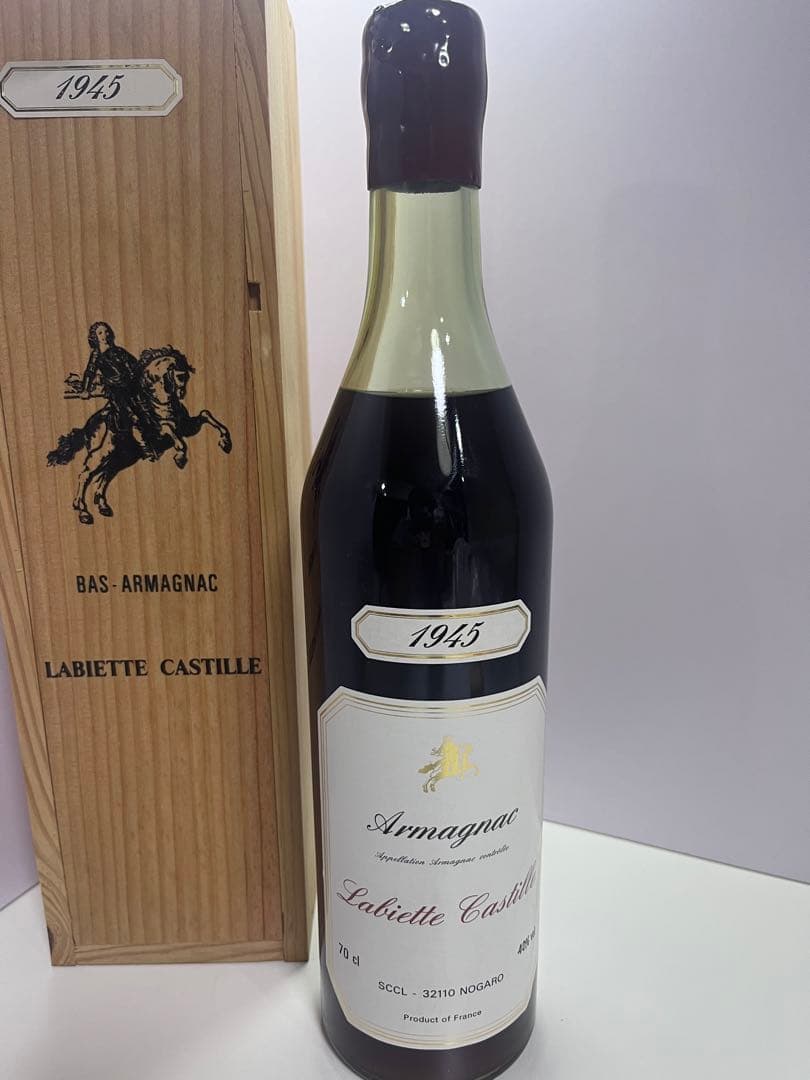 1945
BAS-ARMAGNAC
LABIETTE CASTILLE
1945
Armagnac
Appellation Armagnac contrôlée
Labiette Castille
70 cl
40% vol
SCCL - 32110 NOGARO
Product of France